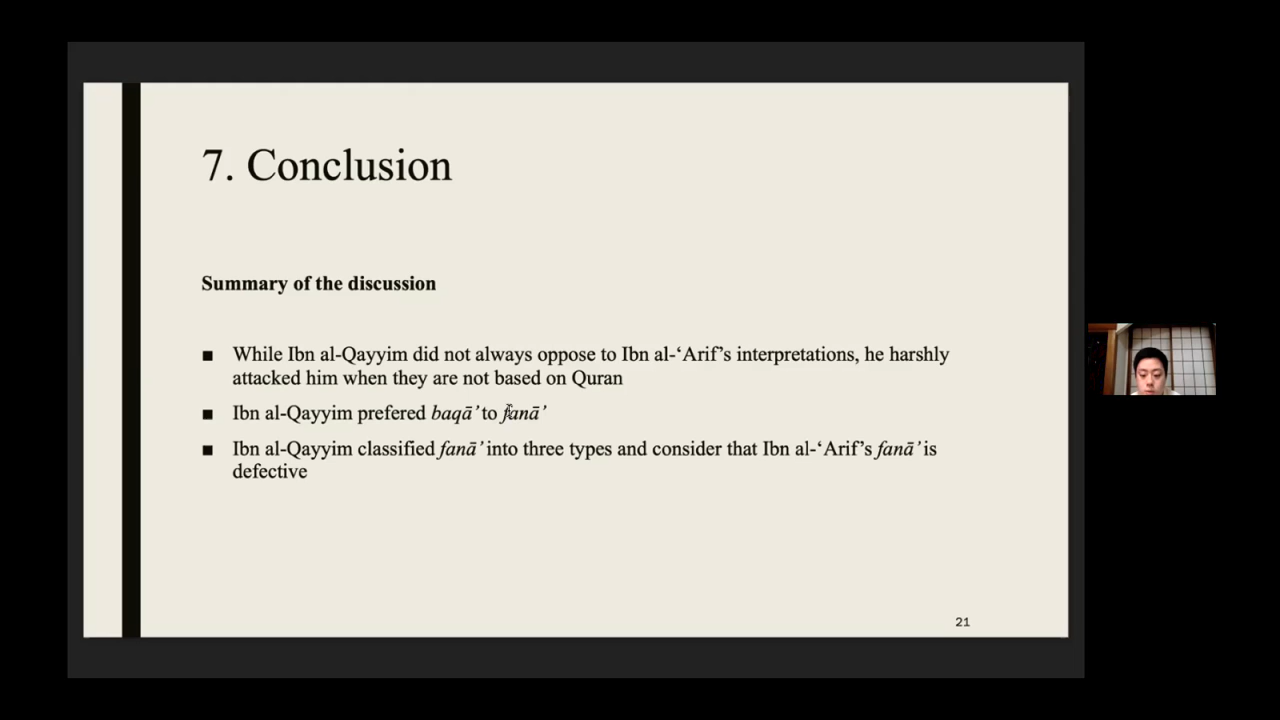 7. Conclusion
Summary of the discussion
■ While Ibn al-Qayyim did not always oppose to Ibn al-‘Arif’s interpretations, he harshly
attacked him when they are not based on Quran
■ Ibn al-Qayyim prefered baqā’ to fanā’
■ Ibn al-Qayyim classified fanā’ into three types and consider that Ibn al-‘Arif’s fanā’ is
defective
21